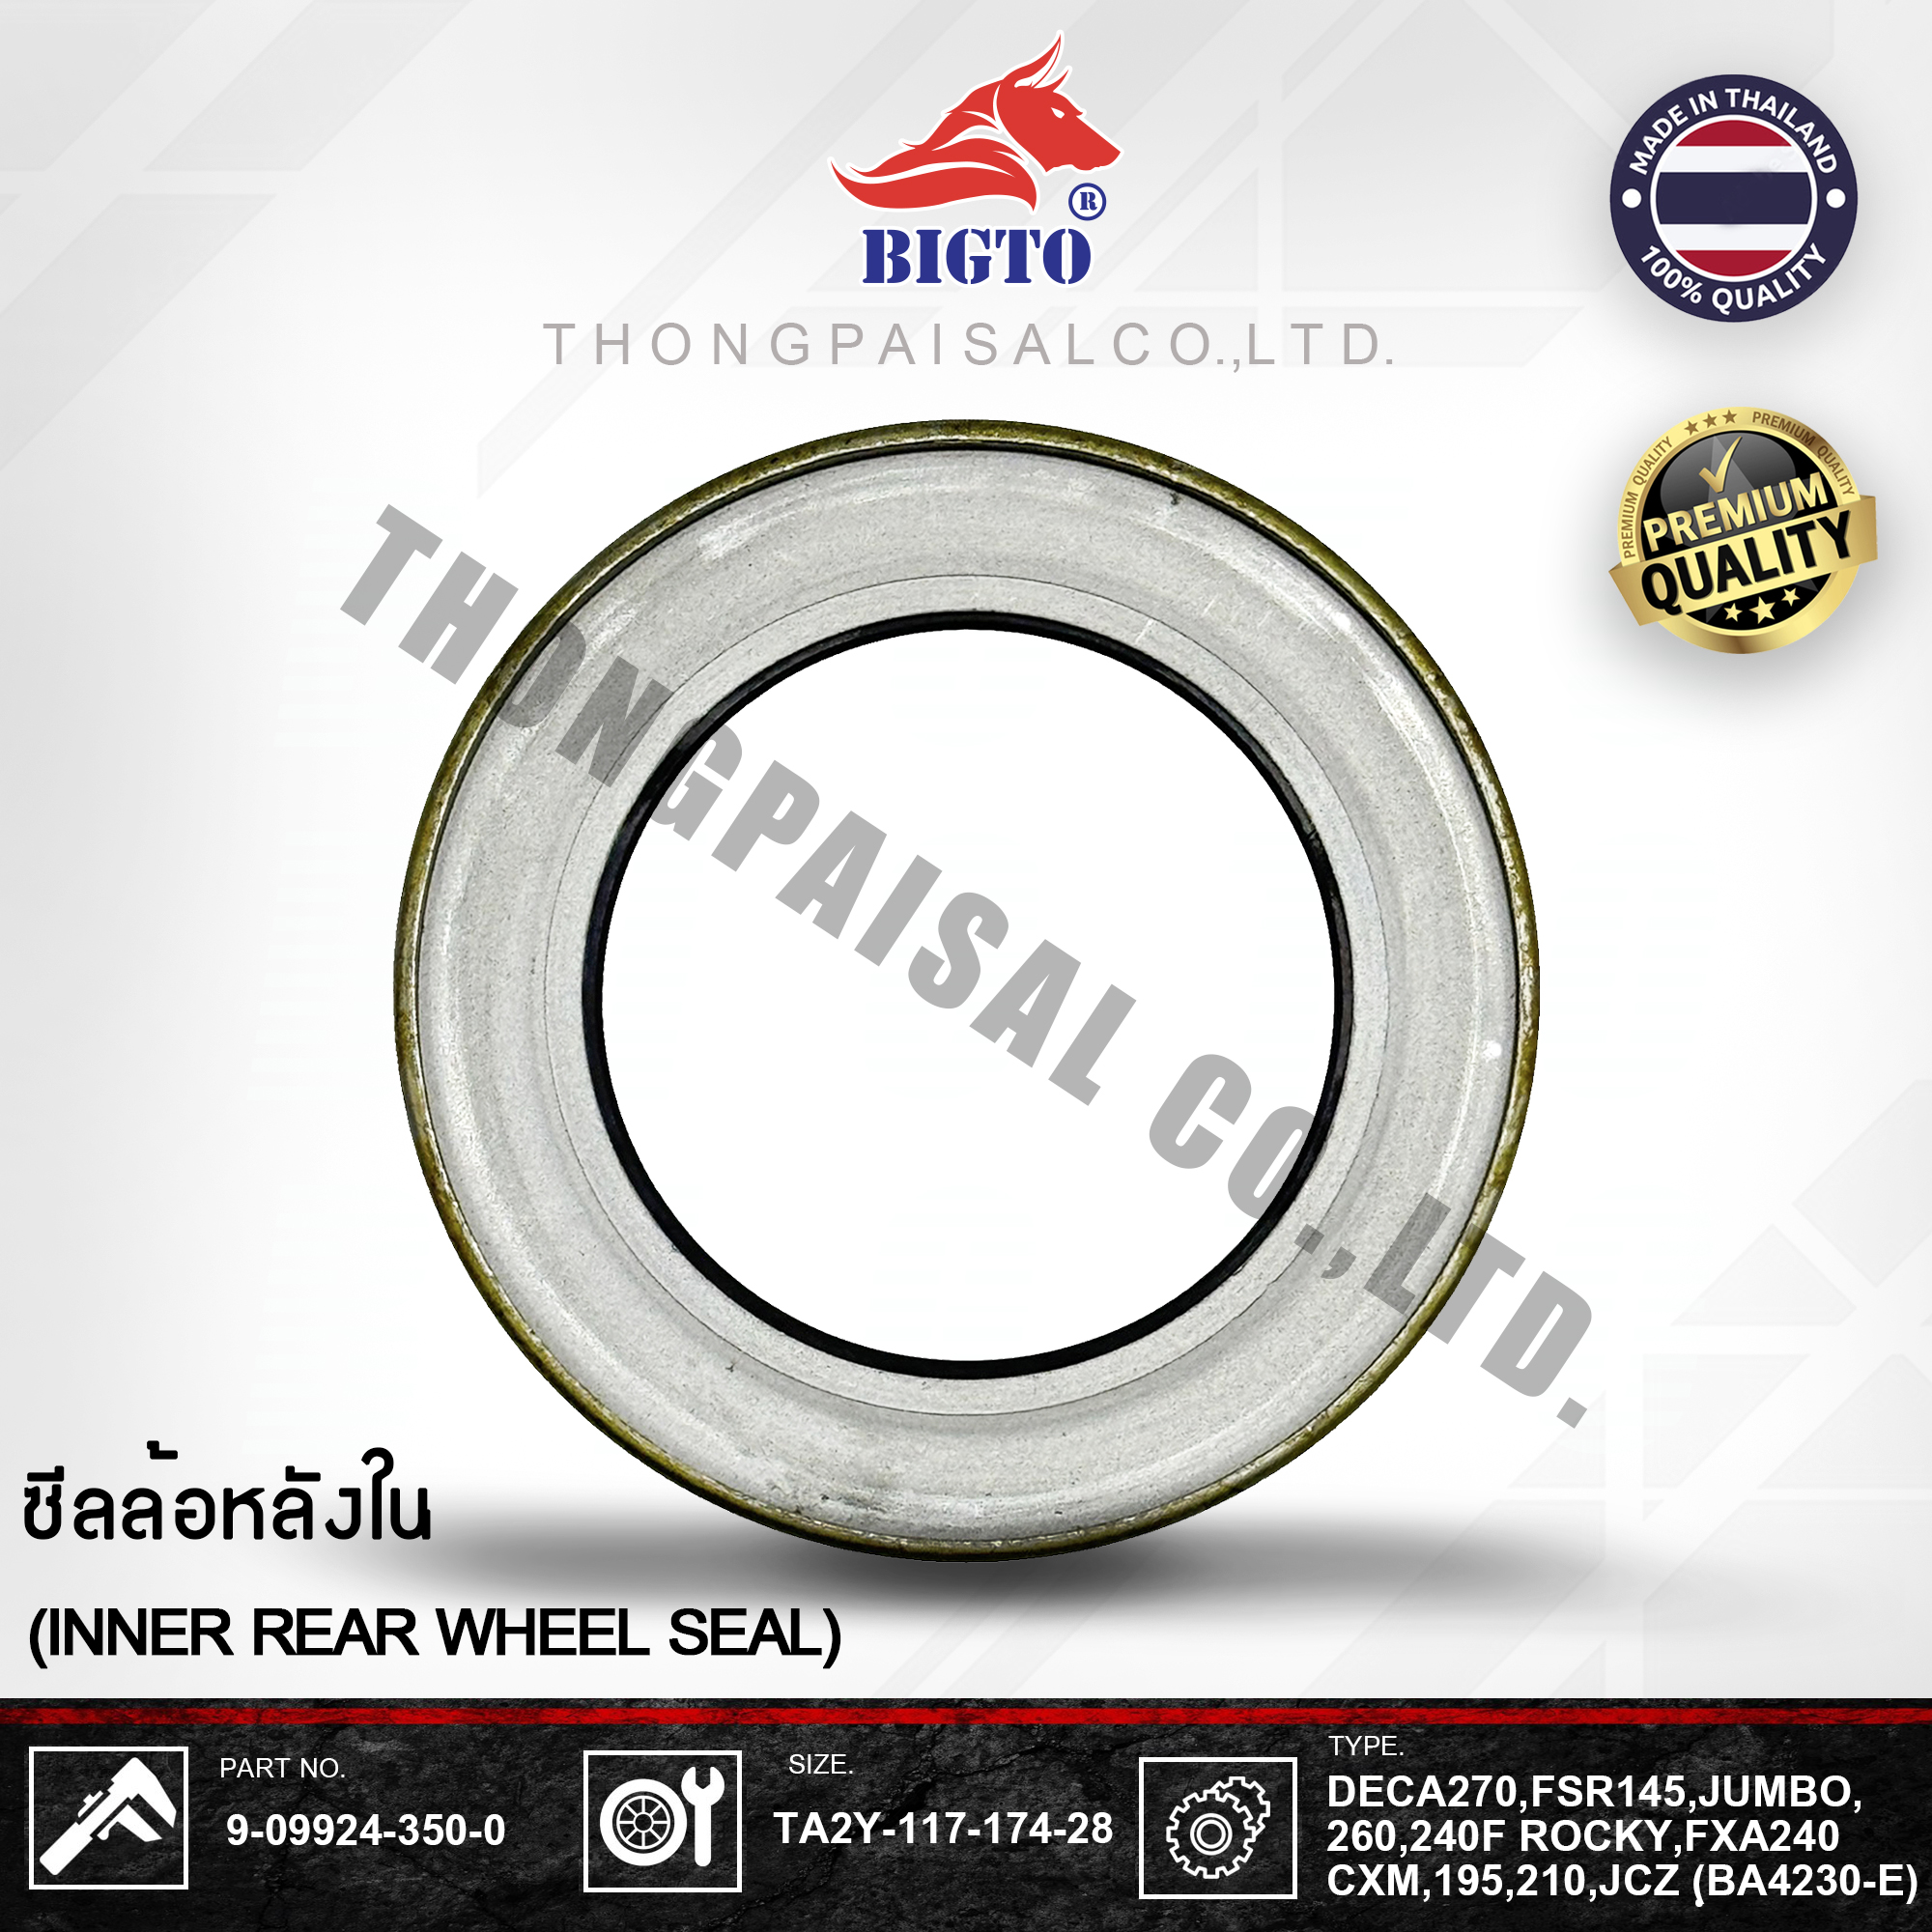 BIGTO
®
THONGPAISALCO.,LTD.
MADE IN THAILAND
100% QUALITY
PREMIUM QUALITY
PREMIUM QUALITY
PREMIUM
QUALITY
THONGPAISAL CO.,LTD.
ซีลล้อหลังใน
(INNER REAR WHEEL SEAL)
PART NO.
9-09924-350-0
SIZE.
TA2Y-117-174-28
TYPE.
DECA270,FSR145,JUMBO,
260,240F ROCKY,FXA240
CXM,195,210,JCZ (BA4230-E)